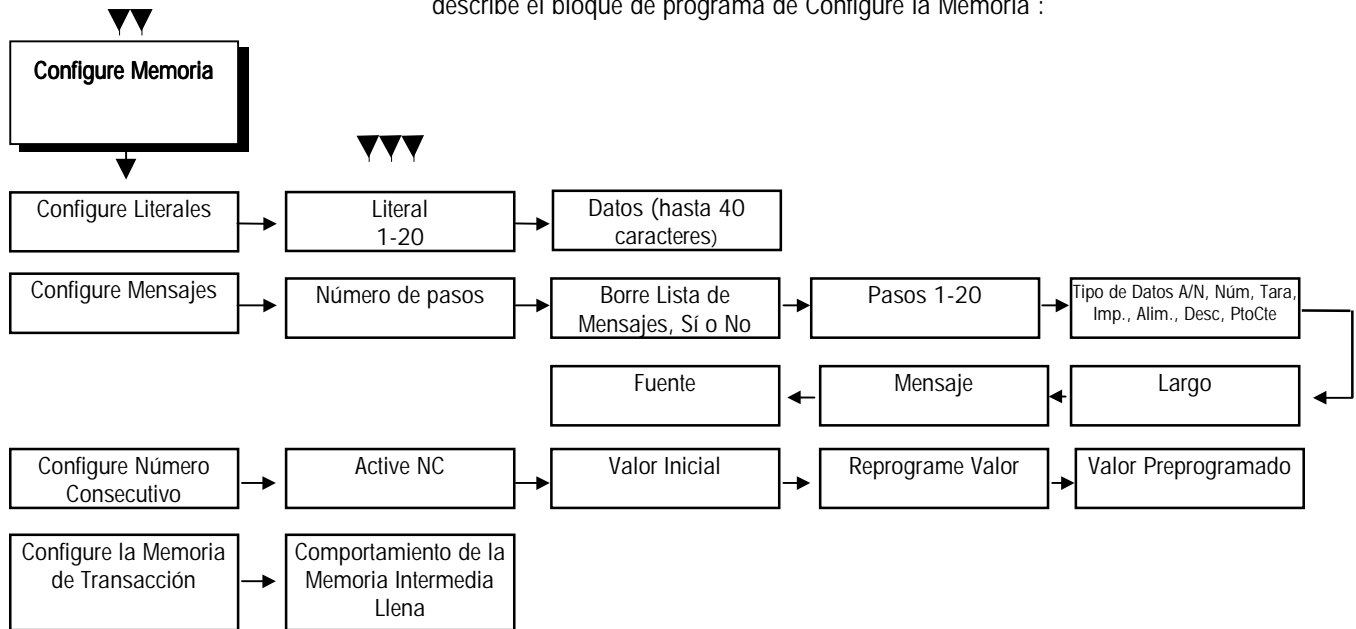 describe el bloque de programa de Configure la Memoria :
Configure Memoria
Configure Literales
Literal
1-20
Datos (hasta 40
caracteres)
Configure Mensajes
Número de pasos
Borre Lista de
Mensajes, Sí o No
Pasos 1-20
Tipo de Datos A/N, Núm, Tara,
Imp., Alim., Desc, PtoCte
Fuente
Mensaje
Largo
Configure Número
Consecutivo
Active NC
Valor Inicial
Reprograme Valor
Valor Preprogramado
Configure la Memoria
de Transacción
Comportamiento de la
Memoria Intermedia
Llena